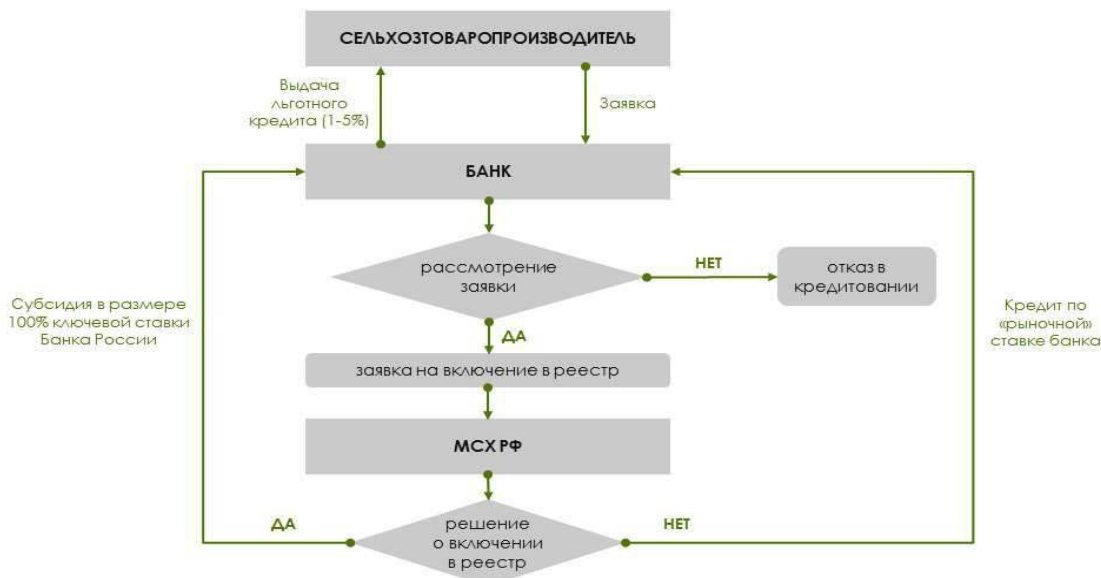 СЕЛЬХОЗТОВАРОПРОИЗВОДИТЕЛЬ
Выдача
льготного
кредита (1-5%)
Заявка
БАНК
рассмотрение
заявки
НЕТ
отказ в
кредитовании
Субсидия в размере
100% ключевой ставки
Банка России
Кредит по
«рыночной»
ставке банка
ДА
заявка на включение в реестр
МСХ РФ
ДА
решение
о включении
в реестр
НЕТ